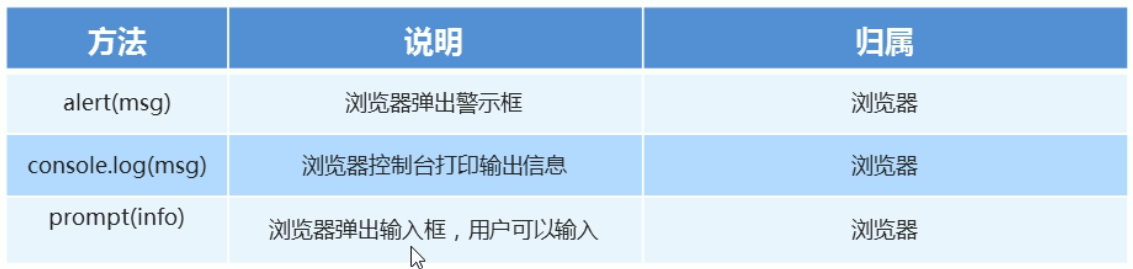 方法 说明 归属
alert(msg) 浏览器弹出警示框 浏览器
console.log(msg) 浏览器控制台打印输出信息 浏览器
prompt(info) 浏览器弹出输入框，用户可以输入 浏览器